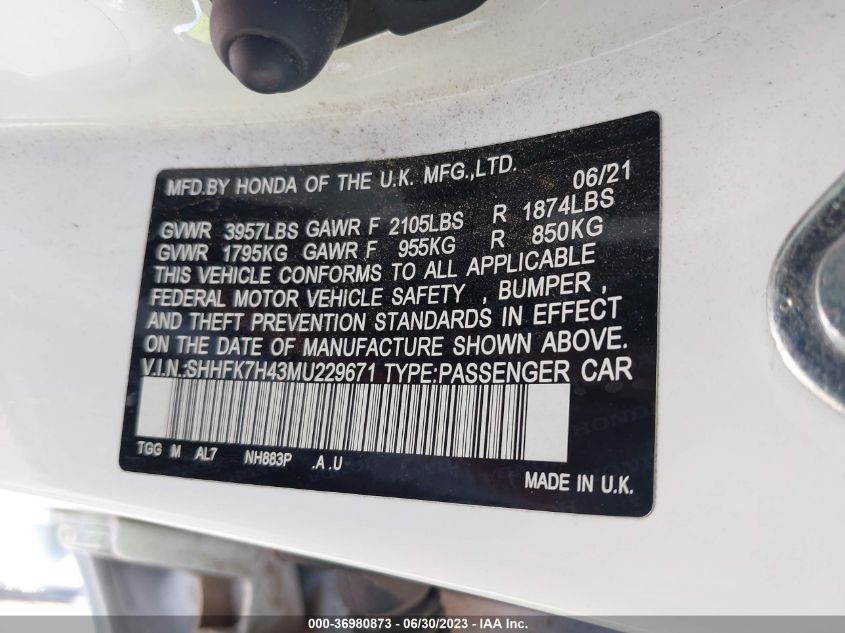 MFD.BY HONDA OF THE U.K. MFG.,LTD. 06/21
GVWR 3957LBS GAWR F 2105LBS R 1874LBS
GVWR 1795KG GAWR F 955KG R 850KG
THIS VEHICLE CONFORMS TO ALL APPLICABLE
FEDERAL MOTOR VEHICLE SAFETY , BUMPER ,
AND THEFT PREVENTION STANDARDS IN EFFECT
ON THE DATE OF MANUFACTURE SHOWN ABOVE.
V.I.N.:SHHFK7H43MU229671 TYPE:PASSENGER CAR
TGG M AL7 NH883P .A .U
MADE IN U.K.
000-36980873 - 06/30/2023 - IAA Inc.